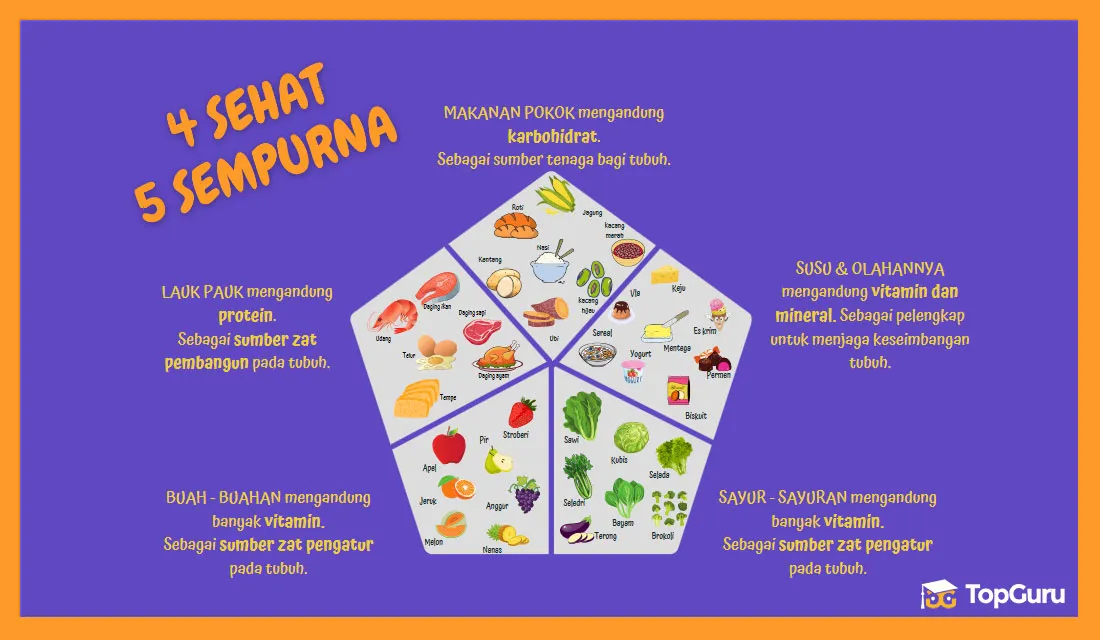 4 SEHAT
5 SEMPURNA
MAKANAN POKOK mengandung
karbohidrat.
Sebagai sumber tenaga bagi tubuh.
Roti
Jagung
kacang
merah
Nasi
Kentang
Kacang
hijau
Ubi
LAUK PAUK mengandung
protein.
Sebagai sumber zat
pembangun pada tubuh.
Daging ikan
Udang
Daging sapi
Telur
Daging ayam
Tempe
SUSU & OLAHANNYA
mengandung vitamin dan
mineral. Sebagai pelengkap
untuk menjaga keseimbangan
tubuh.
Keju
Vla
Es krim
Sereal
Mentega
Yogurt
YOGURT
Permen
Biskuit
BUAH - BUAHAN mengandung
banyak vitamin.
Sebagai sumber zat pengatur
pada tubuh.
Stroberi
Pir
Apel
Jeruk
Anggur
Melon
Nanas
SAYUR - SAYURAN mengandung
banyak vitamin.
Sebagai sumber zat pengatur
pada tubuh.
Sawi
Kubis
Selada
Seledri
Bayam
Terong
Brokoli
TopGuru